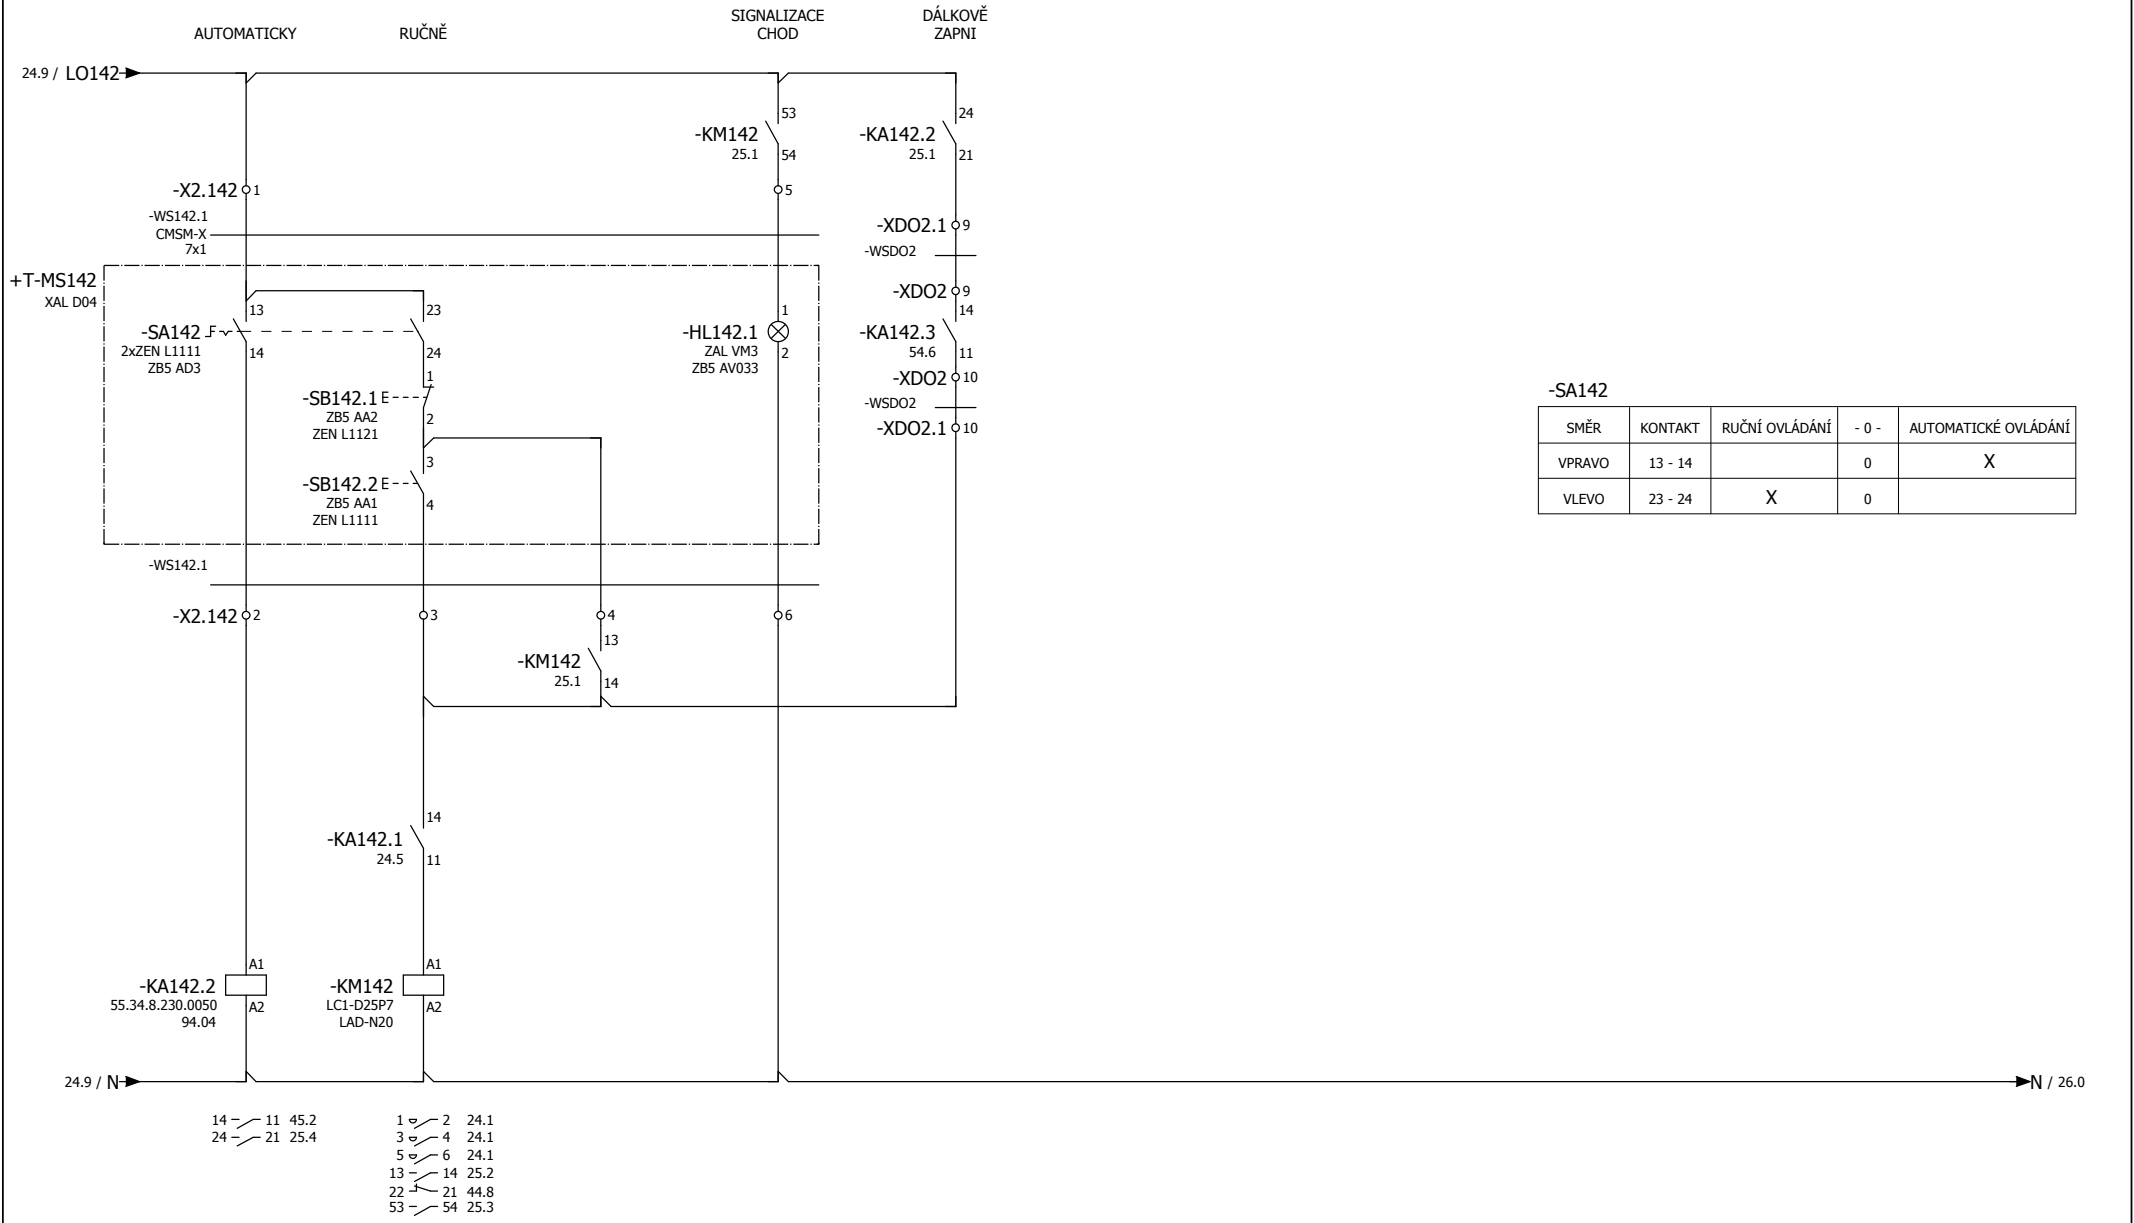 AUTOMATICKY
RUČNĚ
SIGNALIZACE
CHOD
DÁLKOVĚ
ZAPNI
24.9 / LO142
-KM142
25.1
53
54
-KA142.2
25.1
24
21
-X2.142
1
5
-WS142.1
CMSM-X
7x1
-XDO2.1
9
-WSDO2
+T-MS142
XAL D04
-XDO2
9
-SA142
2xZEN L1111
ZB5 AD3
13
14
23
24
-HL142.1
ZAL VM3
ZB5 AV033
1
2
-KA142.3
54.6
14
11
-XDO2
10
-WSDO2
-XDO2.1
10
-SB142.1 E
ZB5 AA2
ZEN L1121
1
2
-SB142.2 E
ZB5 AA1
ZEN L1111
3
4
-SA142
SMĚR KONTAKT RUČNÍ OVLÁDÁNÍ - 0 - AUTOMATICKÉ OVLÁDÁNÍ
VPRAVO 13 - 14 0 X
VLEVO 23 - 24 X 0
-WS142.1
-X2.142
2
3
4
6
-KM142
25.1
13
14
-KA142.1
24.5
14
11
-KA142.2
55.34.8.230.0050
94.04
A1
A2
-KM142
LC1-D25P7
LAD-N20
A1
A2
24.9 / N
N / 26.0
14 11 45.2
24 21 25.4
1 2 24.1
3 4 24.1
5 6 24.1
13 14 25.2
22 21 44.8
53 54 25.3